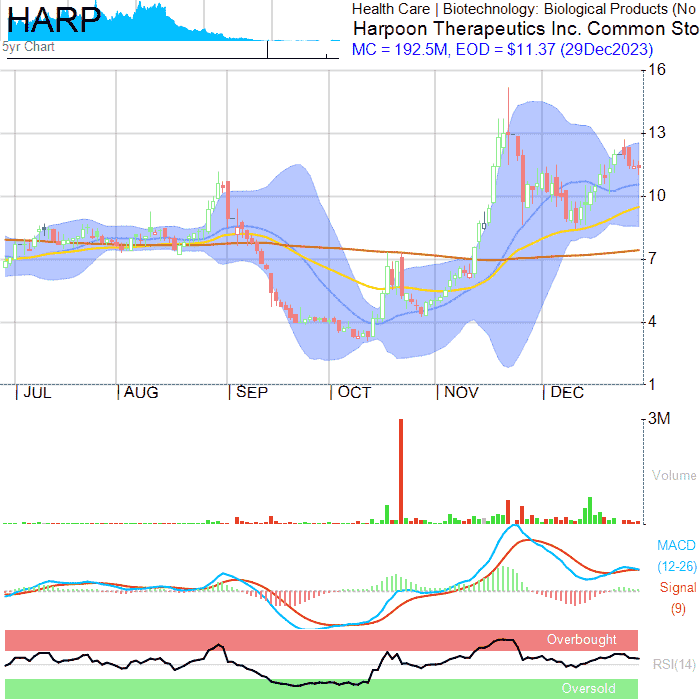 HARP
5yr Chart
Health Care | Biotechnology: Biological Products (No
Harpoon Therapeutics Inc. Common Sto
MC = 192.5M, EOD = $11.37 (29Dec2023)
16
13
10
7
4
1
JUL AUG SEP OCT NOV DEC
3M
Volume
MACD
(12-26)
Signal
(9)
Overbought
RSI(14)
Oversold